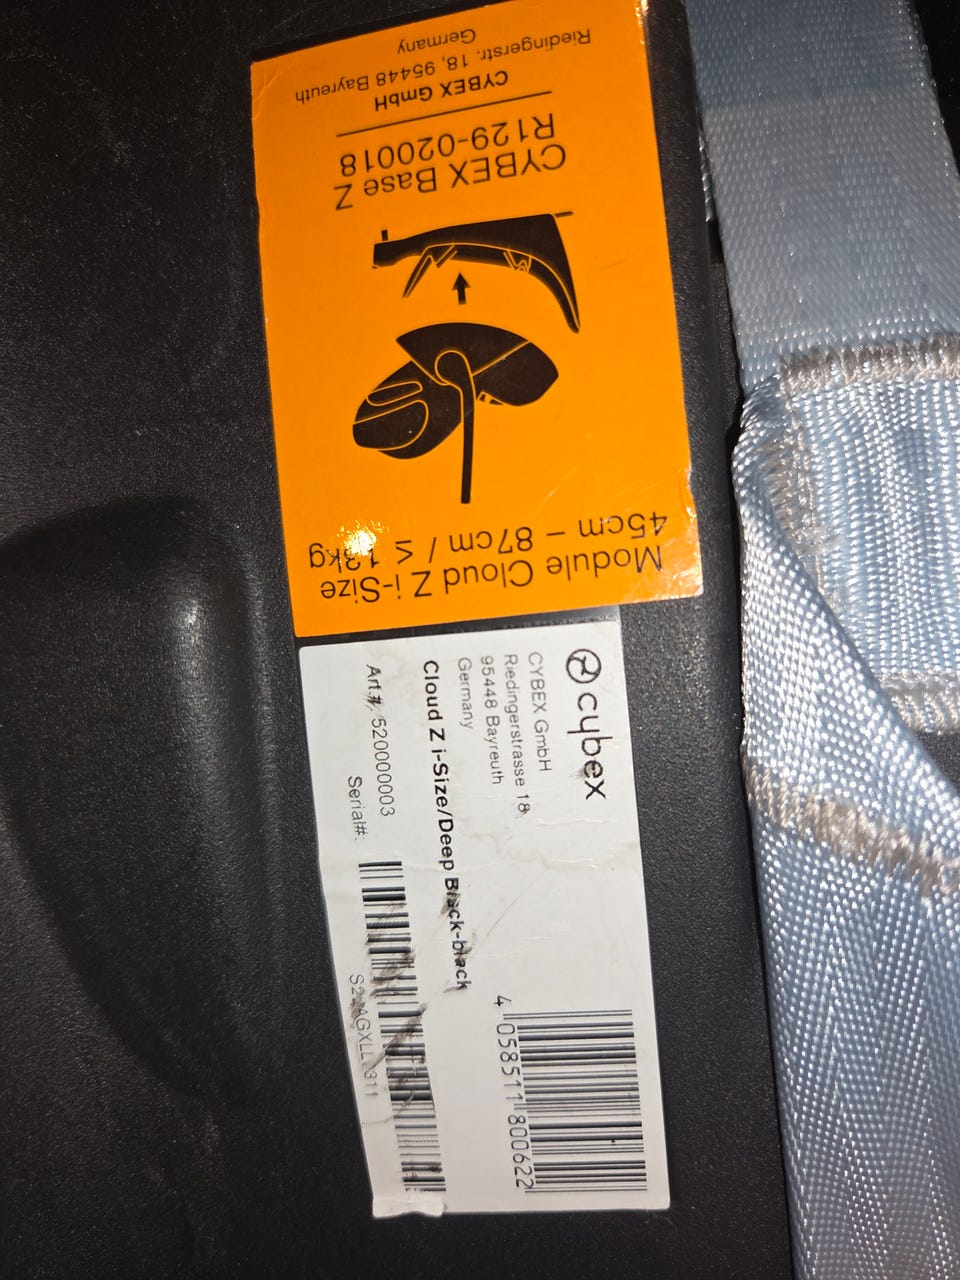 Module Cloud Z i-Size
45cm – 87cm / ≤ 13kg
CYBEX Base Z
R129-020018
CYBEX GmbH
Riedingerstr. 18, 95448 Bayreuth
Germany
cybex
CYBEX GmbH
Riedingerstrasse 18,
95448 Bayreuth
Germany
Cloud Z i-Size/Deep Black-black
Art.#: 520000003
Serial#:
4 058511 800622